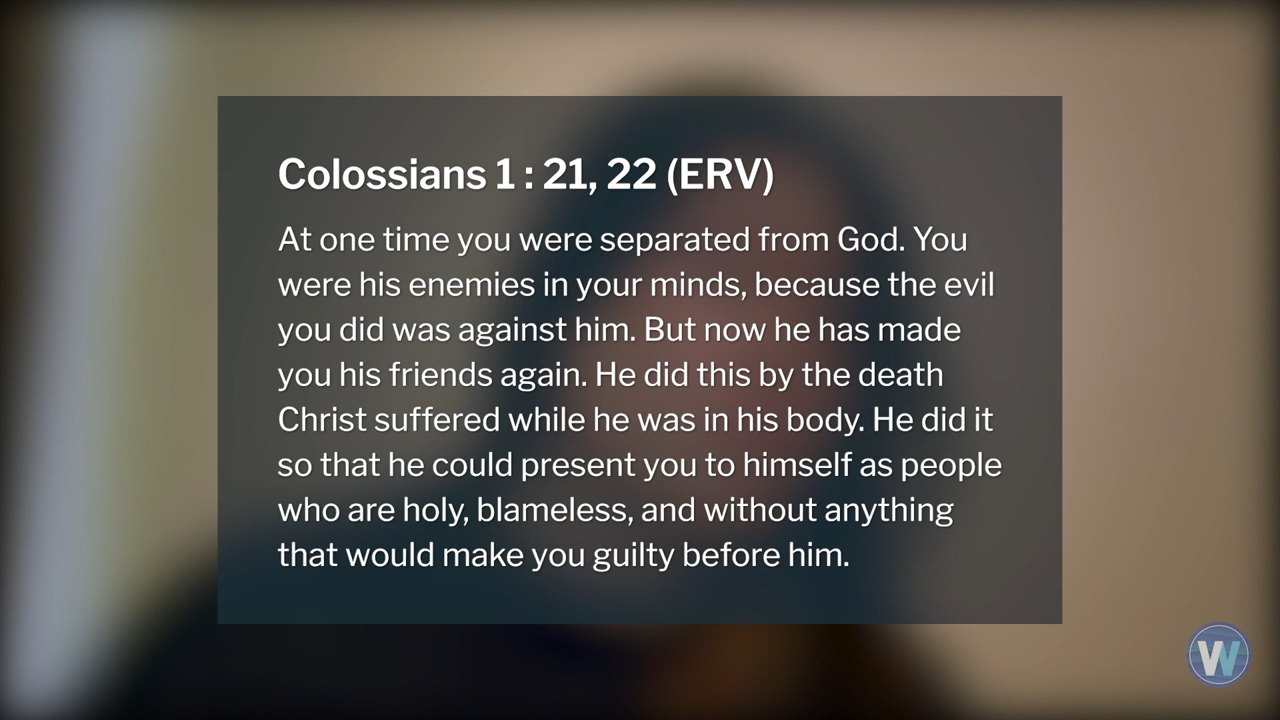 Colossians 1 : 21, 22 (ERV)
At one time you were separated from God. You
were his enemies in your minds, because the evil
you did was against him. But now he has made
you his friends again. He did this by the death
Christ suffered while he was in his body. He did it
so that he could present you to himself as people
who are holy, blameless, and without anything
that would make you guilty before him.
W